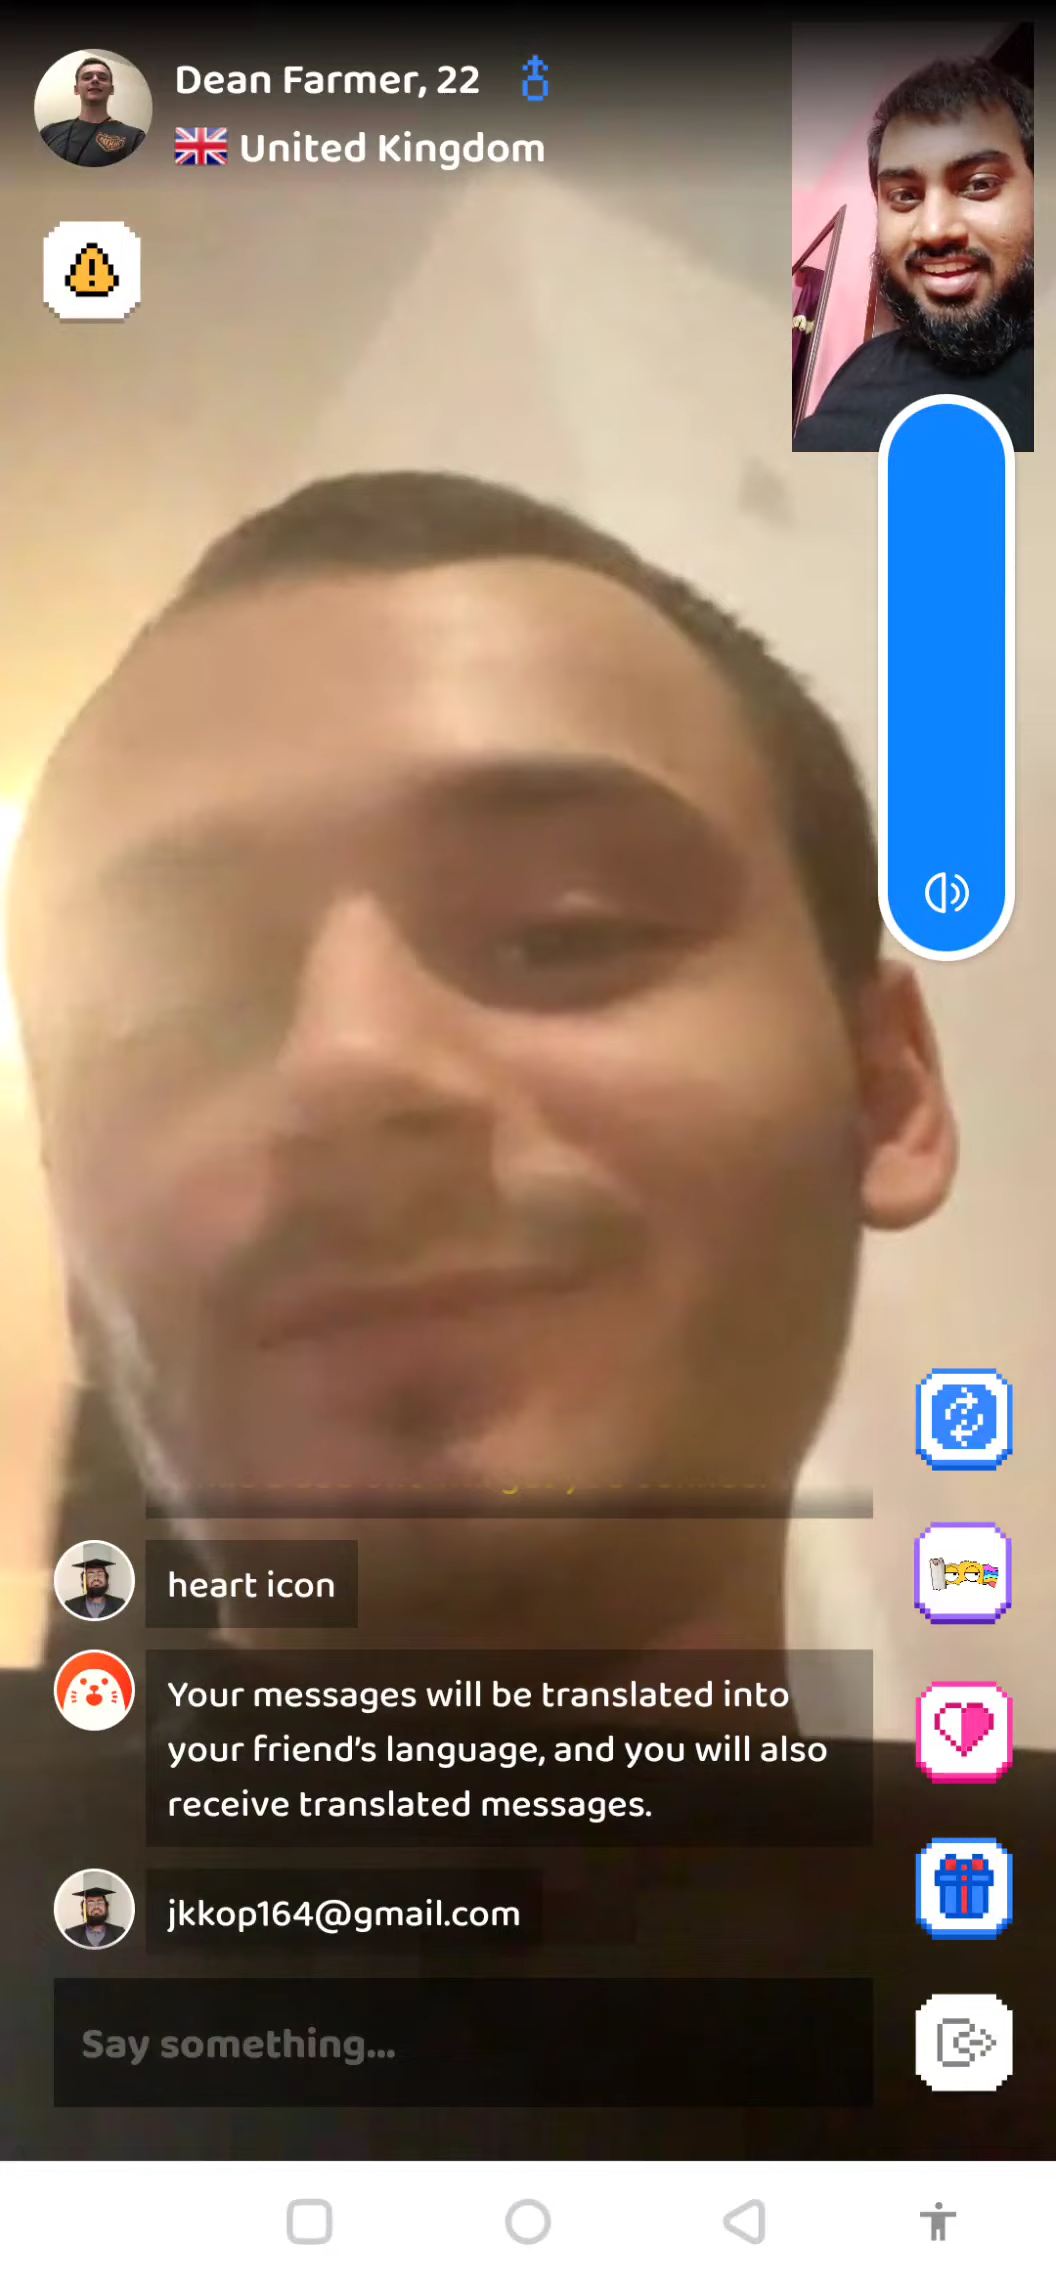 Dean Farmer, 22
United Kingdom
heart icon
Your messages will be translated into
your friend's language, and you will also
receive translated messages.
jkkop164@gmail.com
Say something...